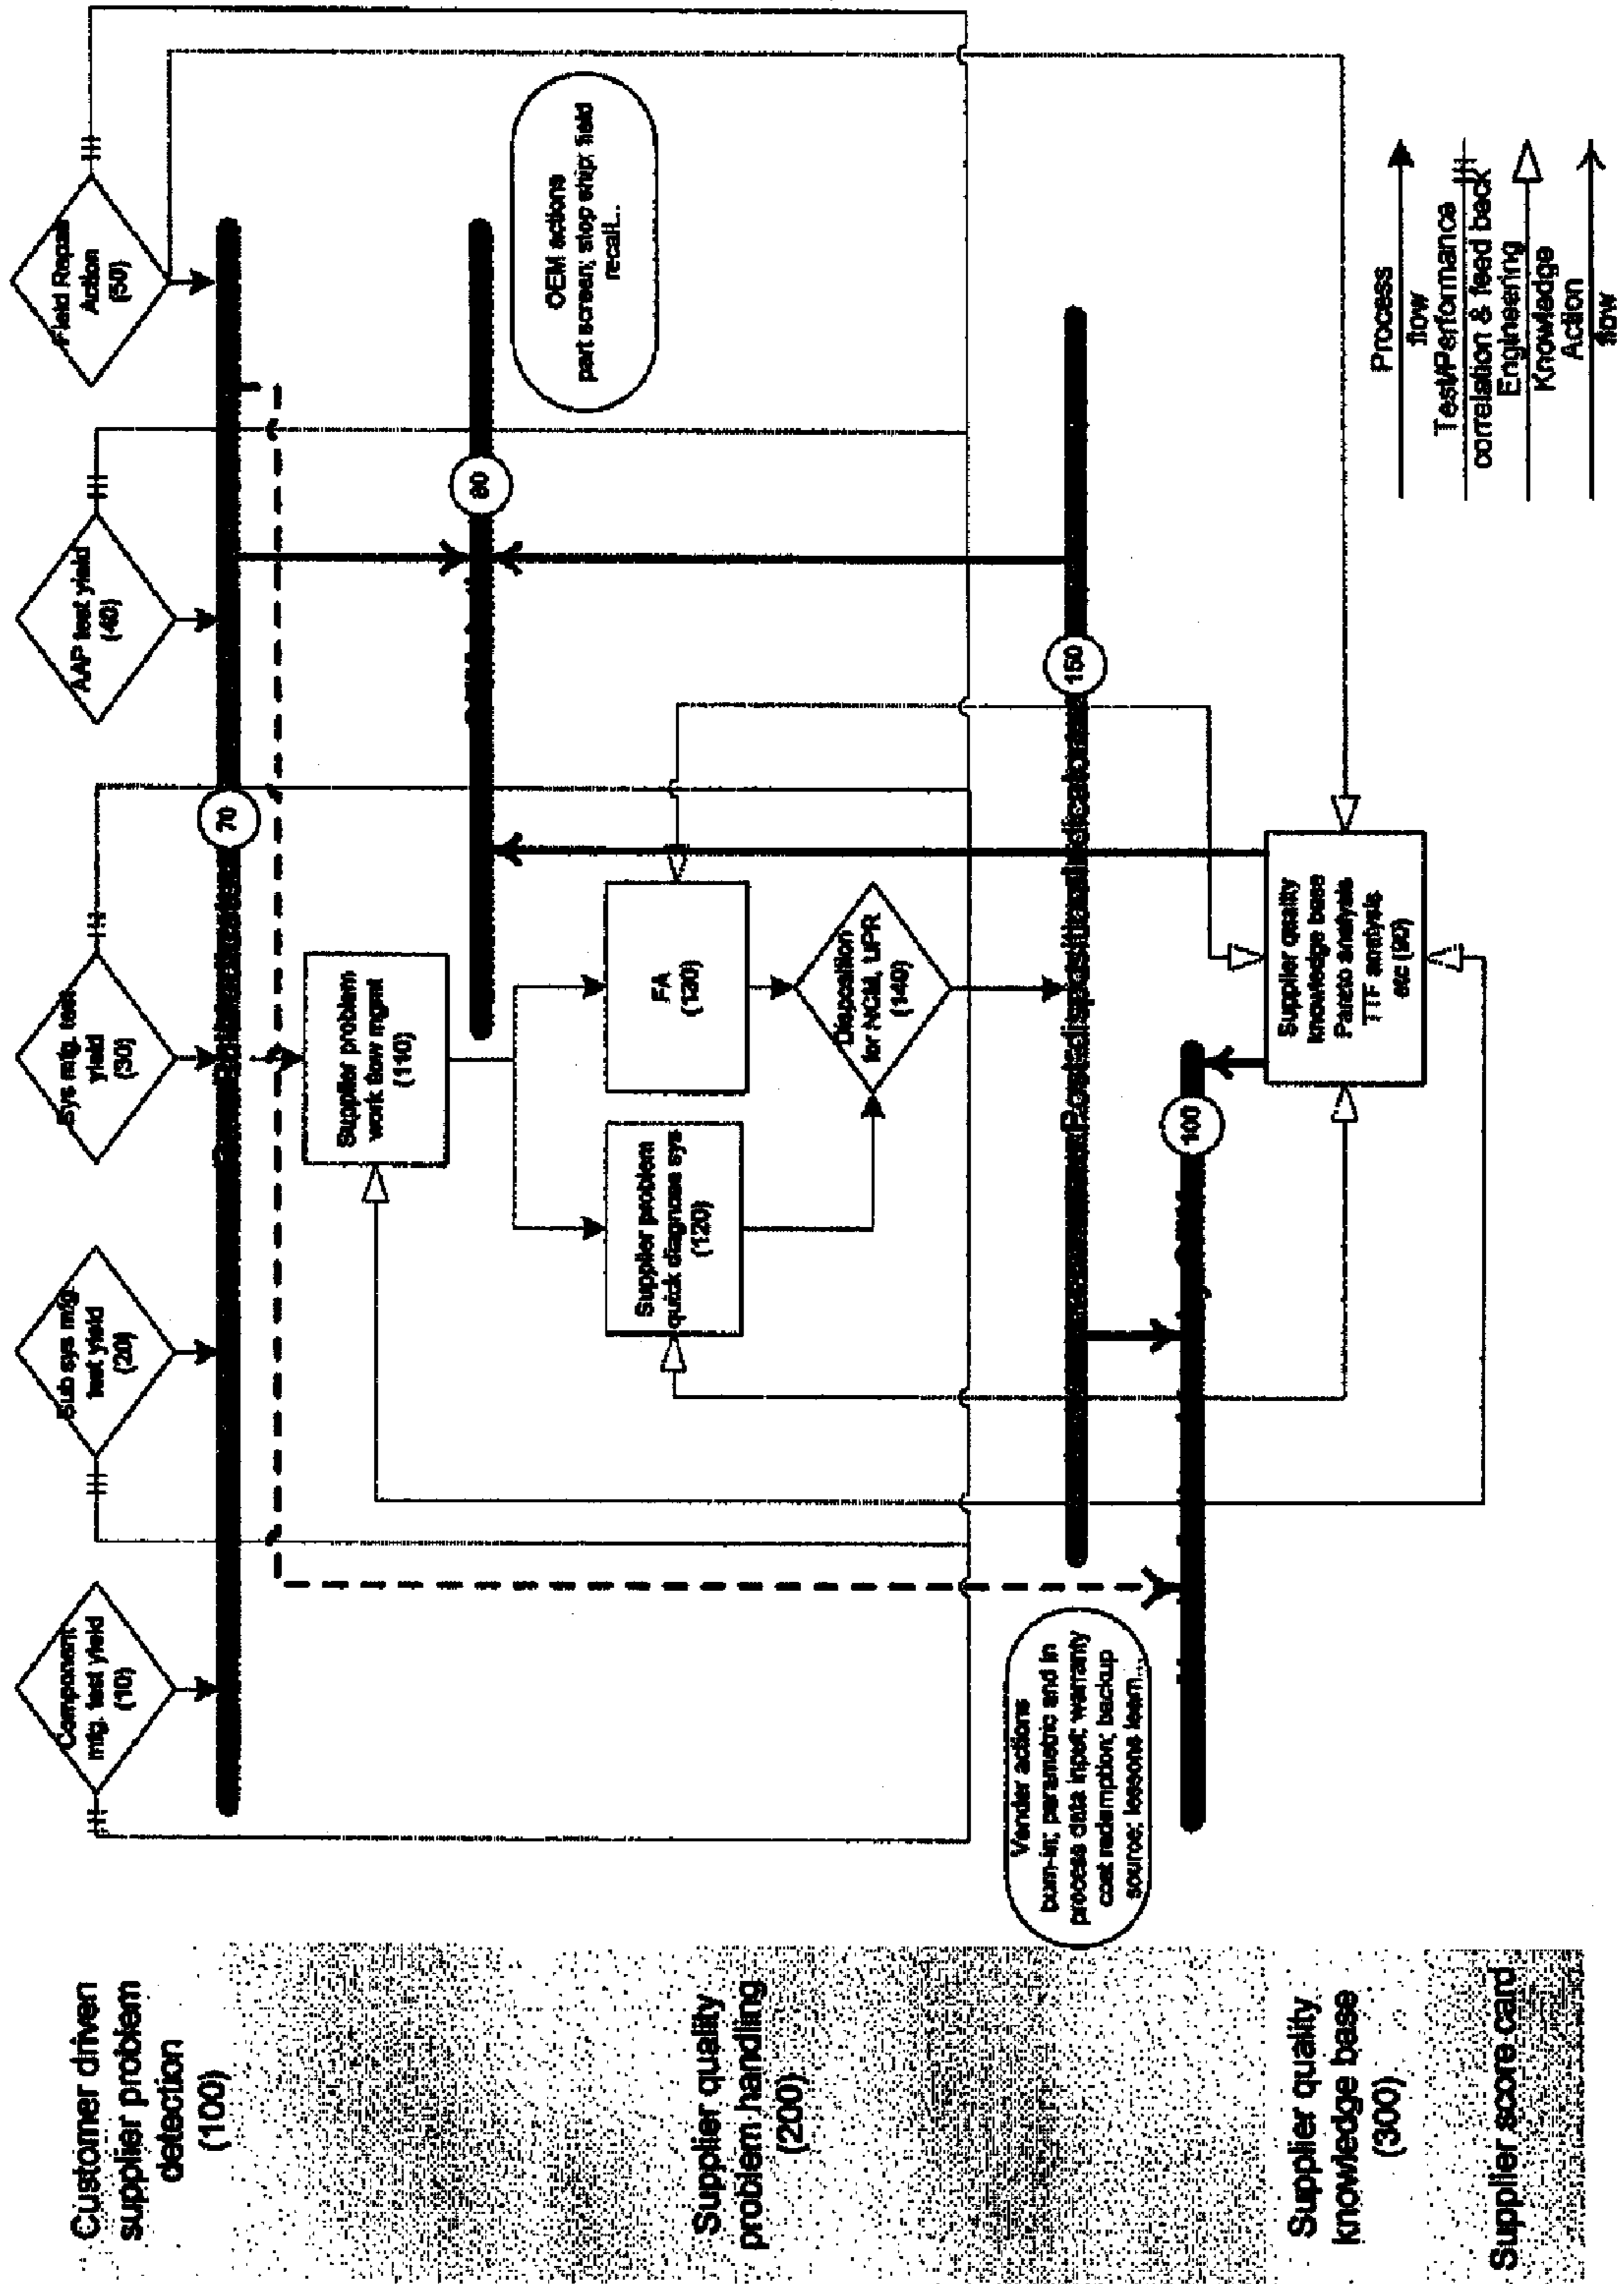 Customer driven
supplier problem
detection
(100)
Component
mfg. test yield
(10)
Sub sys mfg.
test yield
(20)
Sys mfg. test
yield
(30)
AAP test yield
(40)
Field Repair
Action
(50)
70
Supplier quality
problem handling
(200)
Supplier problem
work flow mgmt
(110)
80
OEM actions
part screen; stop ship; field
recall...
Supplier problem
quick diagnose sys
(120)
FA
(130)
Disposition
for NCM, UPR
(140)
Vender actions
burn-in; parametric and in
process data input; warranty
cost redemption; backup
source; lessons learn...
150
100
Supplier quality
knowledge base
(300)
Supplier quality
knowledge base
Pareto analysis
TTF analysis
(90)
Supplier score card
Process
flow
Test/Performance
correlation & feed back
Engineering
Knowledge
Action
flow